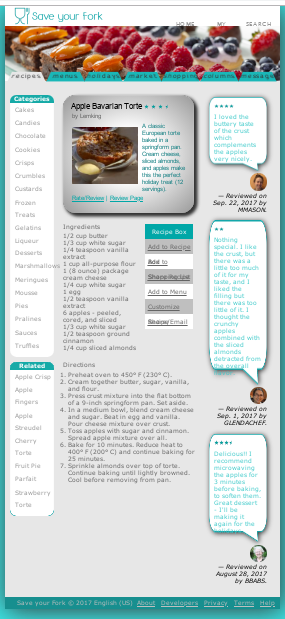 Save your Fork
HOME MY SEARCH
recipes menus holidays market shopping columns message
Categories
Cakes
Candies
Chocolate
Cookies
Crisps
Crumbles
Custards
Frozen
Treats
Gelatins
Liqueur
Desserts
Marshmallows
Meringues
Mousse
Pies
Pralines
Sauces
Truffles
Related
Apple Crisp
Apple
Fingers
Apple
Streudel
Cherry
Torte
Fruit Pie
Parfait
Strawberry
Torte
Apple Bavarian Torte ★★★
by Lemking
A classic
European torte
baked in a
springform pan.
Cream cheese,
sliced almonds,
and apples make
this the perfect
holiday treat (12
servings).
Rate/Review | Review Page
Ingredients
1/2 cup butter
1/3 cup white sugar
1/2 teaspoon vanilla
extract
1 cup all-purpose flour
1 (8 ounce) package
cream cheese
1/4 cup white sugar
1 egg
1/2 teaspoon vanilla
extract
6 apples - peeled,
cored, and sliced
1/3 cup white sugar
1/2 teaspoon ground
cinnamon
1/4 cup sliced almonds
Recipe Box
Add to Recipe
Add to
Shopping List
Add to Menu
Customize
Email
Directions
1. Preheat oven to 450° F (230° C).
2. Cream together butter, sugar, vanilla,
and flour.
3. Press crust mixture into the flat bottom
of a 9-inch springform pan. Set aside.
4. In a medium bowl, blend cream cheese
and sugar. Beat in egg and vanilla.
Pour cheese mixture over crust.
5. Toss apples with sugar and cinnamon.
Spread apple mixture over all.
6. Bake for 10 minutes. Reduce heat to
400° F (200° C) and continue baking for
25 minutes.
7. Sprinkle almonds over top of torte.
Continue baking until lightly browned.
Cool before removing from pan.
★★★★
I loved the
buttery taste
of the crust
which
complements
the apples
very nicely.
— Reviewed on
Sep. 22, 2017 by
MMASON.
★★
Nothing
special. I like
the crust, but
there was a
little too much
of it for my
taste, and I
liked the
filling but
there was too
little of it. I
thought the
crunchy
apples
combined with
the sliced
almonds
detracted from
the overall
— Reviewed on
Sep. 1, 2017 by
GLENDACHEF.
★★★
Delicious!! I
recommend
microwaving
the apples for
3 minutes
before baking,
to soften them.
Great dessert
- I'll be
making it
again for the
holidays.
— Reviewed on
August 28, 2017
by BBABS.
Save your Fork © 2017 English (US) About Developers Privacy Terms Help